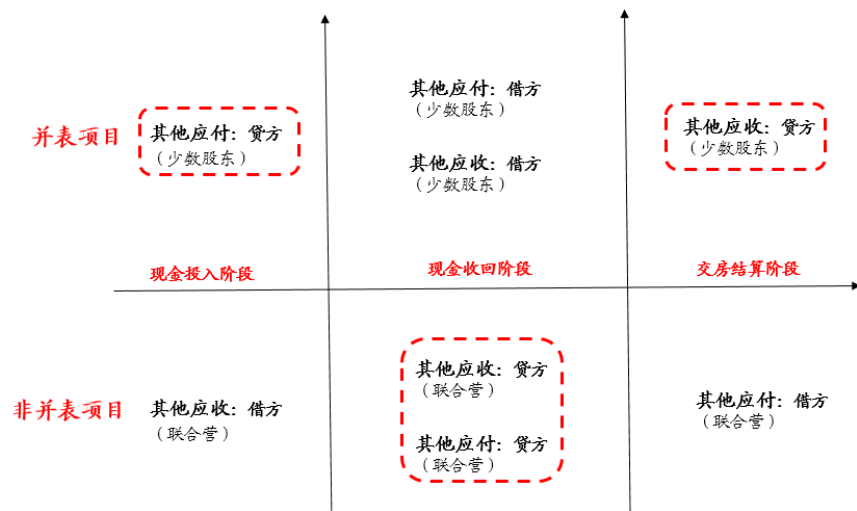 并表项目
其他应付：贷方
（少数股东）
其他应付：借方
（少数股东）
其他应收：借方
（少数股东）
其他应收：贷方
（少数股东）
现金投入阶段
现金收回阶段
交房结算阶段
非并表项目
其他应收：借方
（联合营）
其他应收：贷方
（联合营）
其他应付：贷方
（联合营）
其他应付：借方
（联合营）